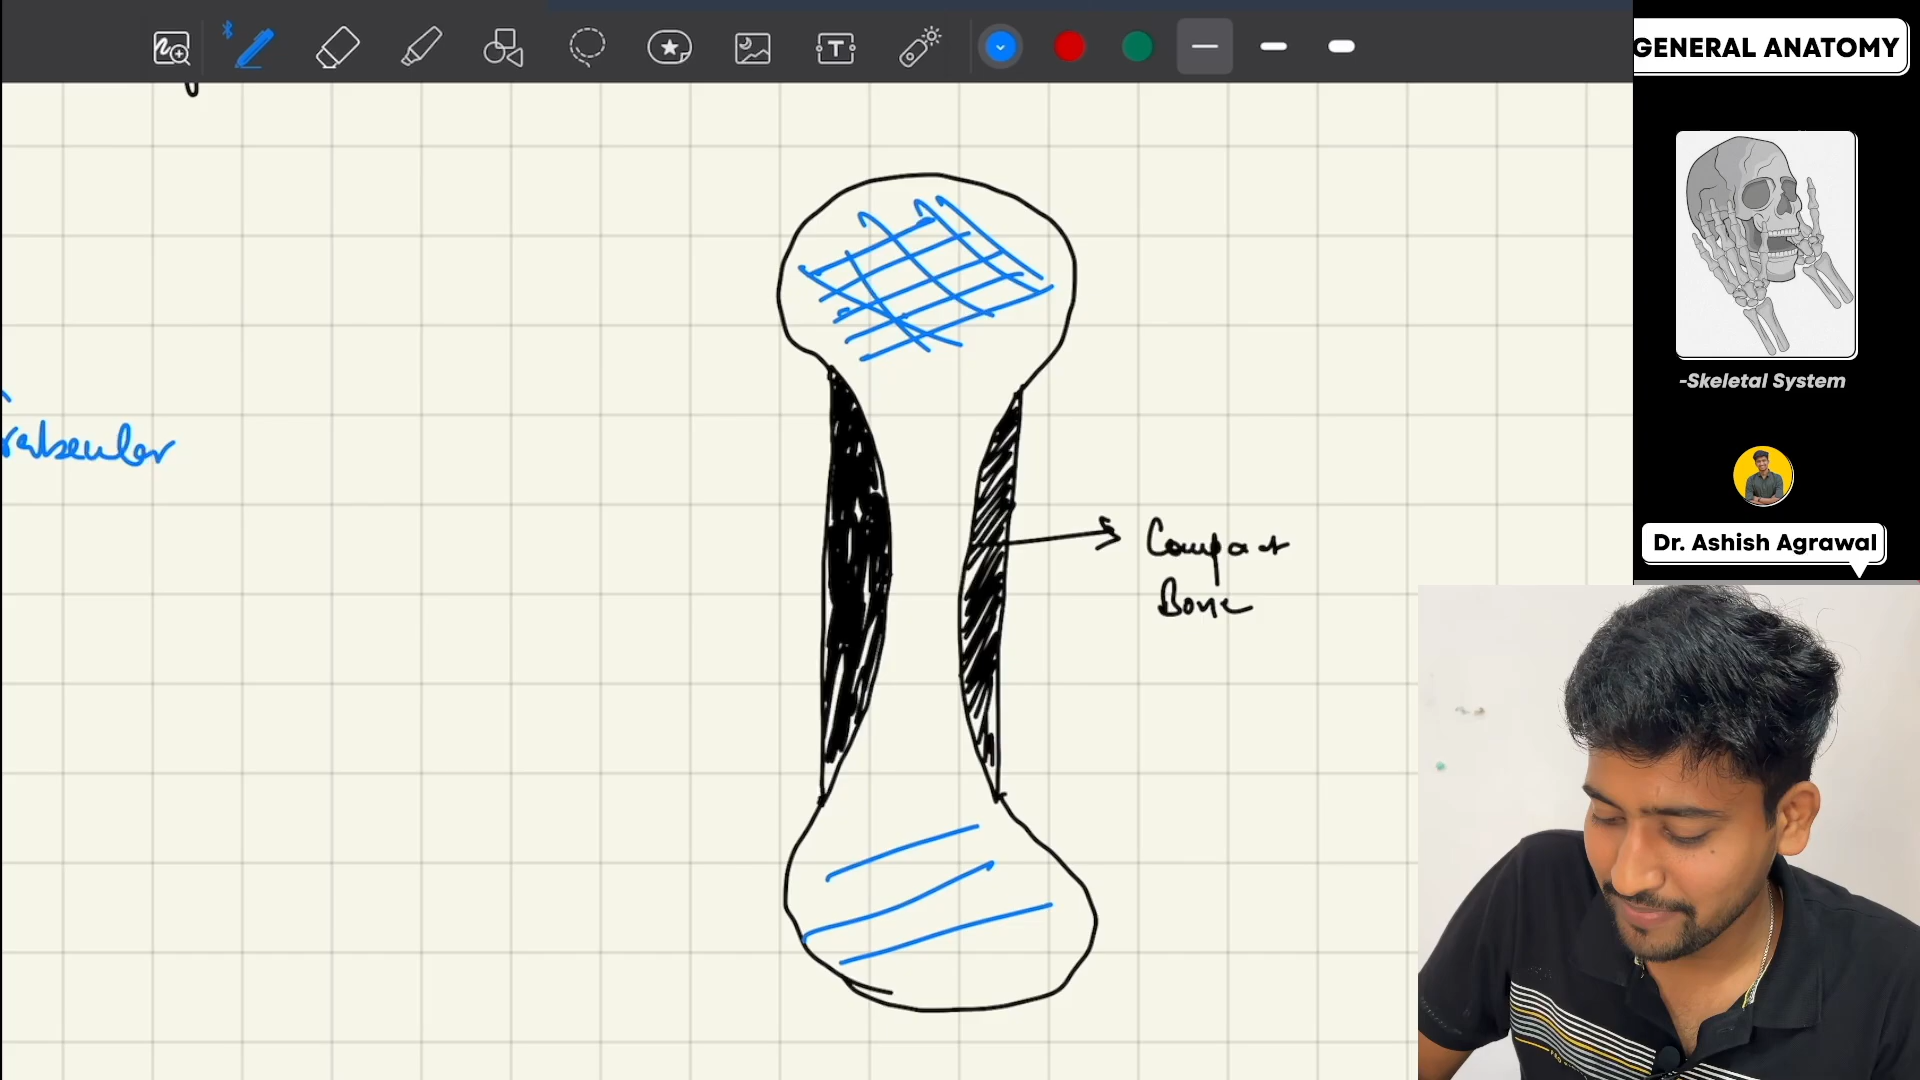 GENERAL ANATOMY
-Skeletal System
Compact
Bone
Dr. Ashish Agrawal